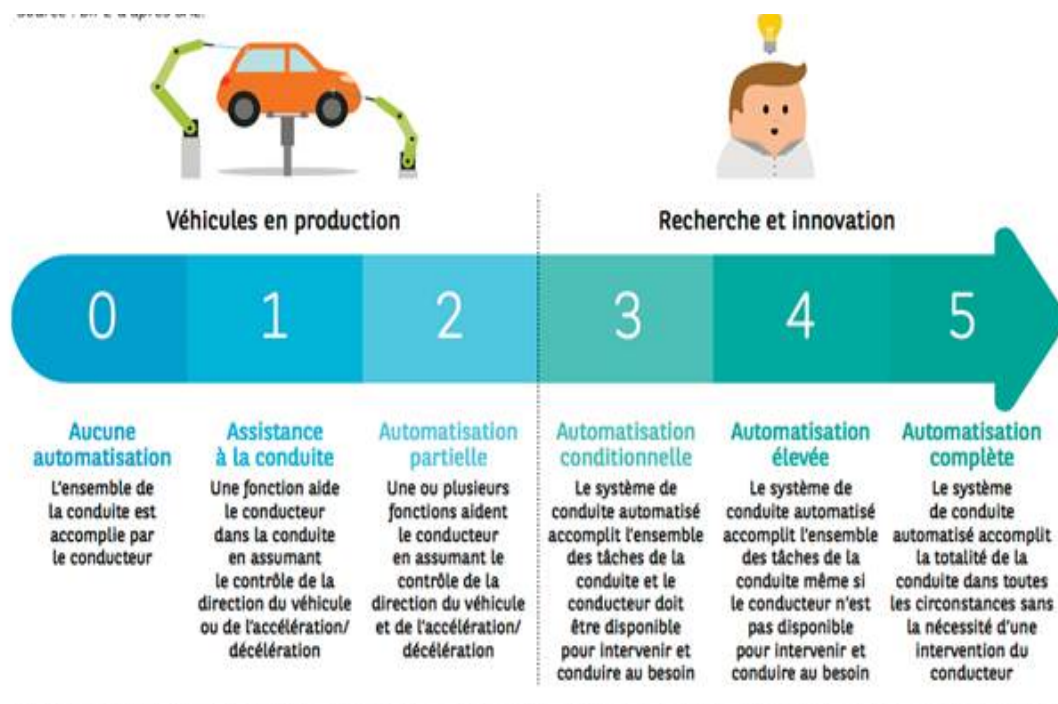 Véhicules en production
Recherche et innovation
0
1
2
3
4
5
Aucune
automatisation
L'ensemble de
la conduite est
accomplie par
le conducteur
Assistance
à la conduite
Une fonction aide
le conducteur
dans la conduite
en assumant
le contrôle de la
direction du véhicule
ou de l'accélération/
décélération
Automatisation
partielle
Une ou plusieurs
fonctions aident
le conducteur
en assumant le
contrôle de la
direction du véhicule
et de l'accélération/
décélération
Automatisation
conditionnelle
Le système de
conduite automatisé
accomplit l'ensemble
des tâches de la
conduite et le
conducteur doit
être disponible
pour intervenir et
conduire au besoin
Automatisation
élevée
Le système de
conduite automatisé
accomplit l'ensemble
des tâches de la
conduite même si
le conducteur n'est
pas disponible
pour intervenir et
conduire au besoin
Automatisation
complète
Le système
de conduite
automatisé accomplit
la totalité de la
conduite dans toutes
les circonstances sans
la nécessité d'une
intervention du
conducteur